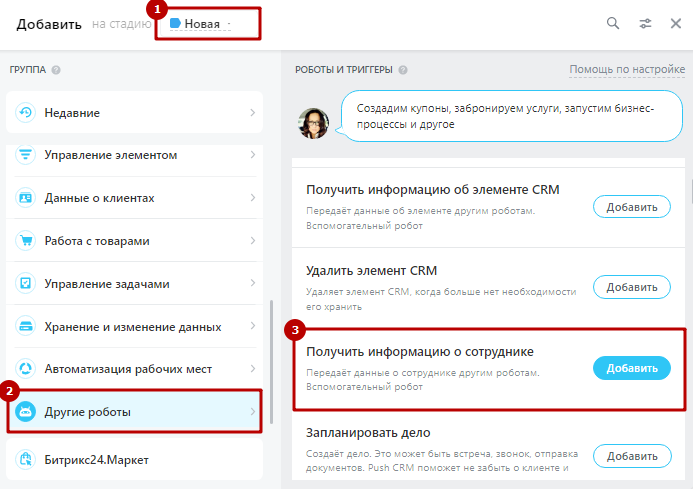 1
Добавить на стадию Новая
ГРУППА ?
РОБОТЫ И ТРИГГЕРЫ ?
Помощь по настройке
Недавние
Управление элементом
Данные о клиентах
Работа с товарами
Управление задачами
Хранение и изменение данных
Автоматизация рабочих мест
2
Другие роботы
Битрикс24.Маркет
Создадим купоны, забронируем услуги, запустим бизнес-
процессы и другое
Получить информацию об элементе CRM
Передаёт данные об элементе другим роботам.
Вспомогательный робот
Добавить
Удалить элемент CRM
Удаляет элемент CRM, когда больше нет необходимости
его хранить
Добавить
3
Получить информацию о сотруднике
Передаёт данные о сотруднике другим роботам.
Вспомогательный робот
Добавить
Запланировать дело
Создаёт дело. Это может быть встреча, звонок, отправка
документов. Push CRM поможет не забыть о клиенте и
Добавить